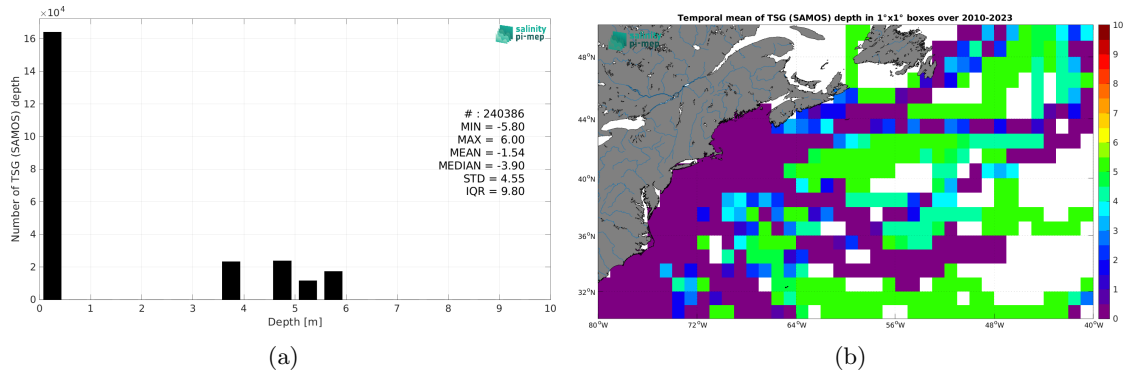 ×10⁴
16
14
12
10
8
6
4
2
0
Number of TSG (SAMOS) depth
0 1 2 3 4 5 6 7 8 9 10
Depth [m]
salinity
pi-mep
# : 240386
MIN = -5.80
MAX = 6.00
MEAN = -1.54
MEDIAN = -3.90
STD = 4.55
IQR = 9.80
(a)
Temporal mean of TSG (SAMOS) depth in 1°x1° boxes over 2010-2023
salinity
pi-mep
48°N
44°N
40°N
36°N
32°N
80°W 72°W 64°W 56°W 48°W 40°W
10
9
8
7
6
5
4
3
2
1
0
(b)